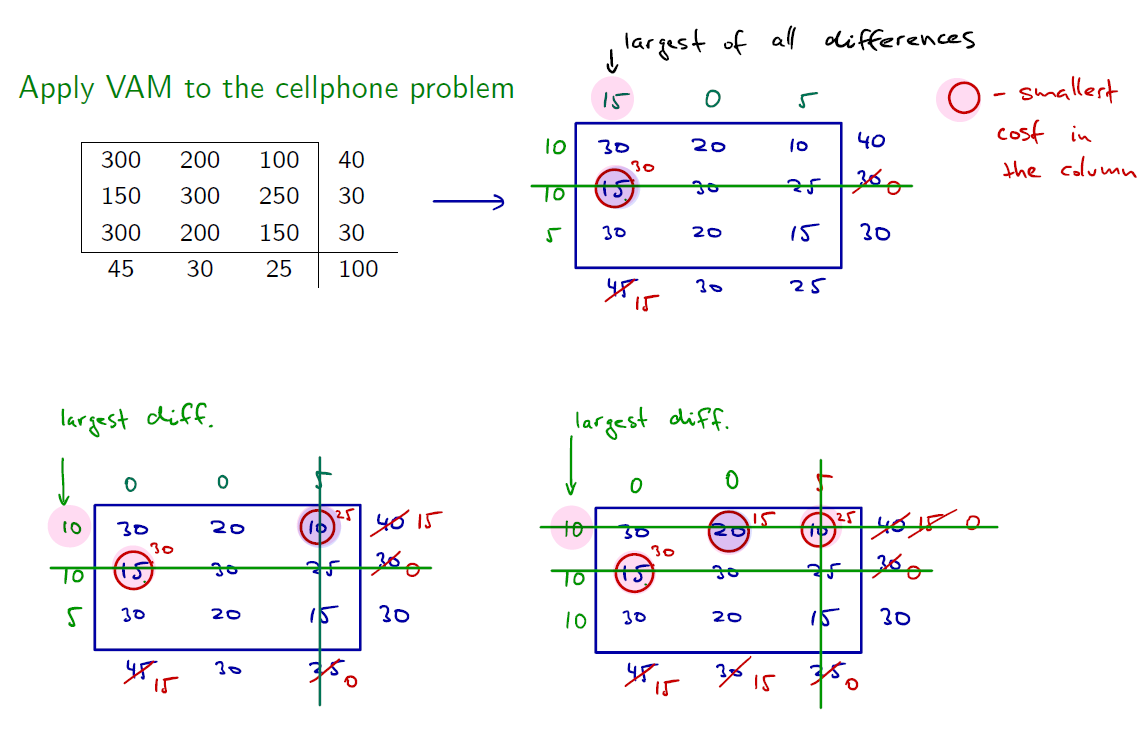 largest of all differences
Apply VAM to the cellphone problem
300 200 100 40
150 300 250 30
300 200 150 30
45 30 25 100
15 0 5
10 30 20 10 40
10 15 30 30 25 30 0
5 30 20 15 30
45 15 30 25
- smallest
cost in
the column
largest diff.
0 0 5
10 30 20 10 25 40 15
10 15 30 30 25 30 0
5 30 20 15 30
45 15 30 25 0
largest diff.
0 0 5
10 30 20 15 10 25 40 15 0
10 15 30 30 25 30 0
10 30 20 15 30
45 15 30 15 25 0